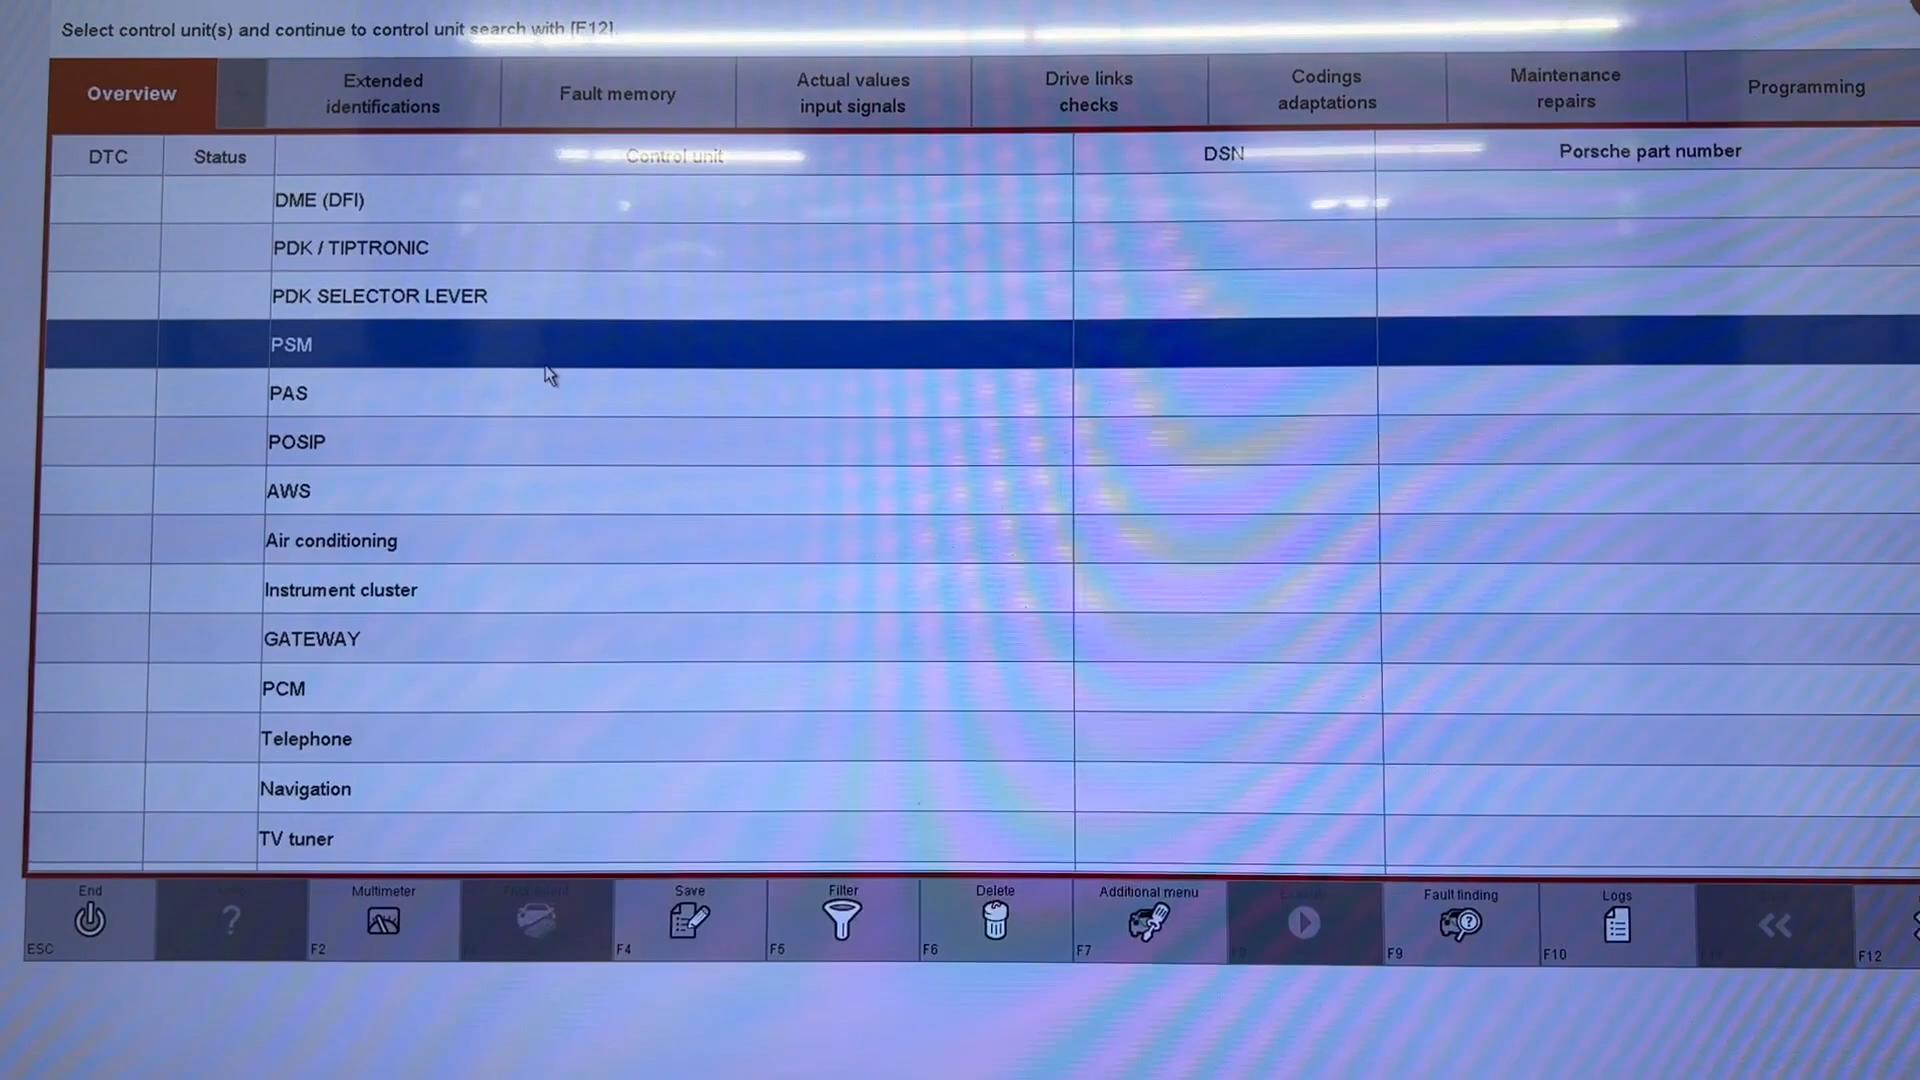 Select control unit(s) and continue to control unit search with [F12].
Overview
Extended
identifications
Fault memory
Actual values
input signals
Drive links
checks
Codings
adaptations
Maintenance
repairs
Programming
DTC
Status
Control unit
DSN
Porsche part number
DME (DFI)
PDK / TIPTRONIC
PDK SELECTOR LEVER
PSM
PAS
POSIP
AWS
Air conditioning
Instrument cluster
GATEWAY
PCM
Telephone
Navigation
TV tuner
End
ESC
Multimeter
F2
Save
F4
Filter
F5
Delete
F6
Additional menu
F7
Fault finding
F9
Logs
F10
F12